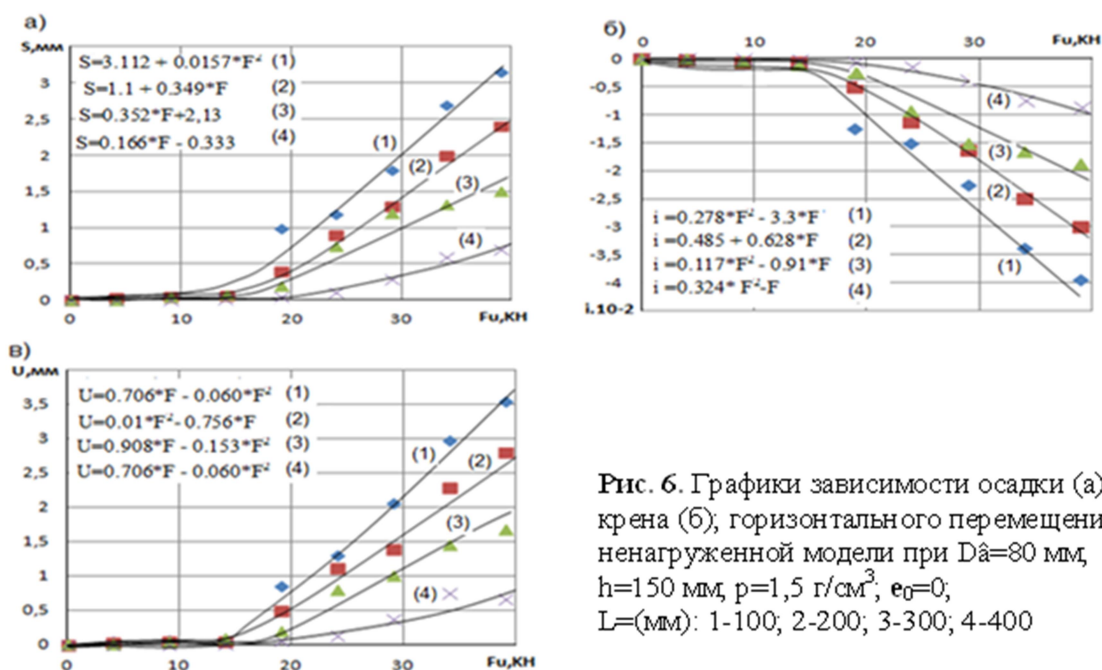 а)
S,мм
S=3.112 + 0.0157*F² (1)
S=1.1 + 0.349*F (2)
S=0.352*F+2,13 (3)
S=0.166*F - 0.333 (4)
3
2,5
2
1,5
1
0,5
0
(1)
(2)
(3)
(4)
0 10 20 30
Fu,KH
б)
0 10 20 30
Fu,KH
0
-0,5
-1
-1,5
-2
-2,5
-3
-3,5
-4
i.10-2
(4)
(3)
(2)
(1)
i =0.278*F² - 3.3*F (1)
i =0.485 + 0.628*F (2)
i =0.117*F² - 0.91*F (3)
i =0.324* F²-F (4)
в)
U,мм
U=0.706*F - 0.060*F² (1)
U=0.01*F²- 0.756*F (2)
U=0.908*F - 0.153*F² (3)
U=0.706*F - 0.060*F² (4)
3,5
3
2,5
2
1,5
1
0,5
0
(1)
(2)
(3)
(4)
0 10 20 30
Fu,KH
Рис. 6. Графики зависимости осадки (а)
крена (б); горизонтального перемещени
ненагруженной модели при Dâ=80 мм,
h=150 мм, p=1,5 г/см³; e₀=0;
L=(мм): 1-100; 2-200; 3-300; 4-400